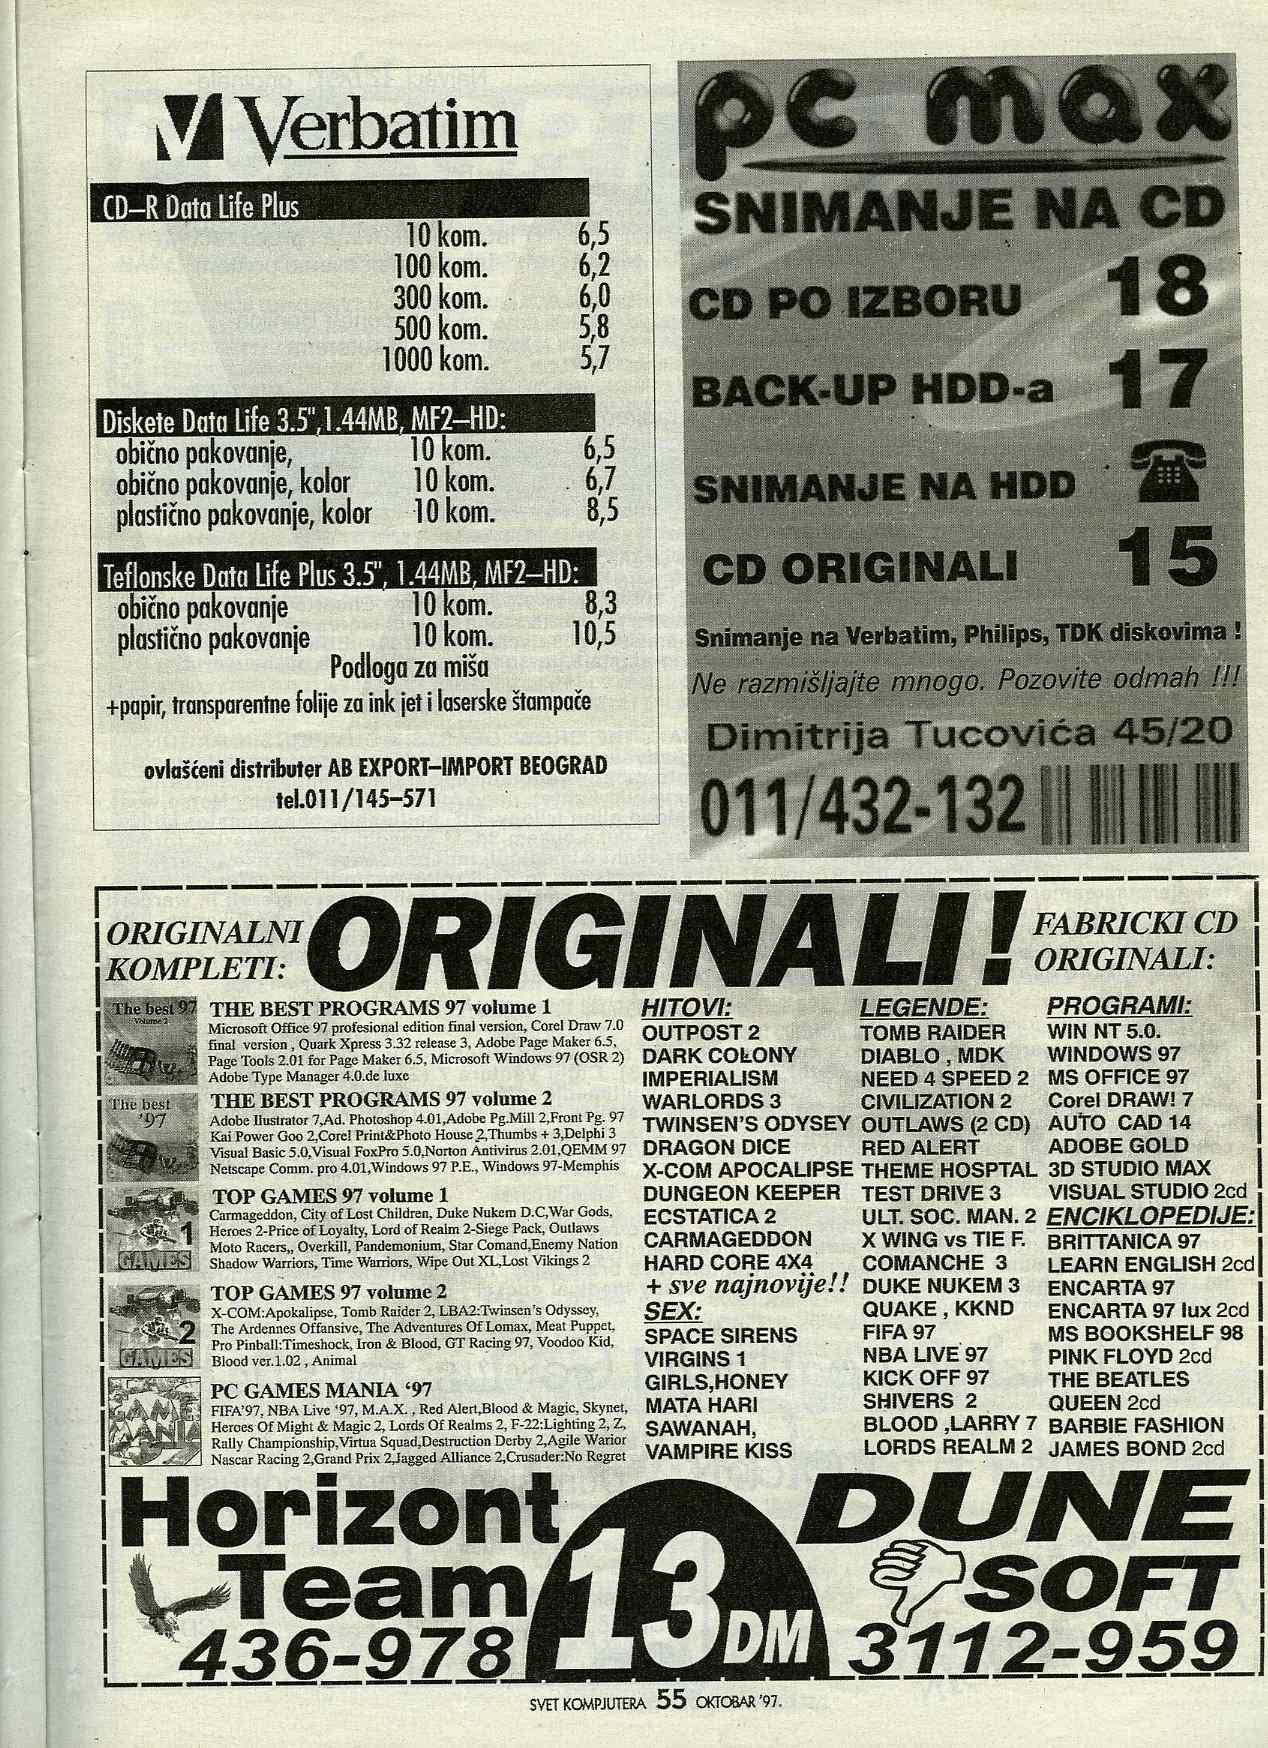 Verbatim
CD–R Data Life Plus
10 kom. 6,5
100 kom. 6,2
300 kom. 6,0
500 kom. 5,8
1000 kom. 5,7
Diskete Data Life 3.5", 1.44MB, MF2–HD:
obično pakovanje, 10 kom. 6,5
obično pakovanje, kolor 10 kom. 6,7
plastično pakovanje, kolor 10 kom. 8,5
Teflonske Data Life Plus 3.5", 1.44MB, MF2–HD:
obično pakovanje 10 kom. 8,3
plastično pakovanje 10 kom. 10,5
Podloga za miša
+papir, transparentne folije za ink jet i laserske štampače
ovlašćeni distributer AB EXPORT–IMPORT BEOGRAD
tel.011/145–571
pc max
SNIMANJE NA CD
CD PO IZBORU 18
BACK-UP HDD-a 17
SNIMANJE NA HDD
CD ORIGINALI 15
Snimanje na Verbatim, Philips, TDK diskovima !
Ne razmišljajte mnogo. Pozovite odmah !!!
Dimitrija Tucovića 45/20
011/432-132
ORIGINALNI
KOMPLETI:
ORIGINALI!
FABRICKI CD
ORIGINALI:
The best 97
Volume 2
THE BEST PROGRAMS 97 volume 1
Microsoft Office 97 profesional edition final version, Corel Draw 7.0
final version , Quark Xpress 3.32 release 3, Adobe Page Maker 6.5,
Page Tools 2.01 for Page Maker 6.5, Microsoft Windows 97 (OSR 2)
Adobe Type Manager 4.0.de luxe
The best
'97
THE BEST PROGRAMS 97 volume 2
Adobe Ilustrator 7,Ad. Photoshop 4.01,Adobe Pg.Mill 2,Front Pg. 97
Kai Power Goo 2,Corel Print&Photo House 2,Thumbs + 3,Delphi 3
Visual Basic 5.0,Visual FoxPro 5.0,Norton Antivirus 2.01,QEMM 97
Netscape Comm. pro 4.01,Windows 97 P.E., Windows 97-Memphis
1
GAMES
TOP GAMES 97 volume 1
Carmageddon, City of Lost Children, Duke Nukem D.C,War Gods,
Heroes 2-Price of Loyalty, Lord of Realm 2-Siege Pack, Outlaws
Moto Racers,, Overkill, Pandemonium, Star Comand,Enemy Nation
Shadow Warriors, Time Warriors, Wipe Out XL,Lost Vikings 2
2
GAMES
TOP GAMES 97 volume 2
X-COM:Apokalipse, Tomb Raider 2, LBA2:Twinsen's Odyssey,
The Ardennes Offansive, The Adventures Of Lomax, Meat Puppet,
Pro Pinball:Timeshock, Iron & Blood, GT Racing 97, Voodoo Kid,
Blood ver.1.02 , Animal
GAME
MANIA
PC GAMES MANIA '97
FIFA'97, NBA Live '97, M.A.X. , Red Alert,Blood & Magic, Skynet,
Heroes Of Might & Magic 2, Lords Of Realms 2, F-22:Lighting 2, Z,
Rally Championship,Virtua Squad,Destruction Derby 2,Agile Warior
Nascar Racing 2,Grand Prix 2,Jagged Alliance 2,Crusader:No Regret
HITOVI:
OUTPOST 2
DARK COLONY
IMPERIALISM
WARLORDS 3
TWINSEN'S ODYSEY
DRAGON DICE
X-COM APOCALIPSE
DUNGEON KEEPER
ECSTATICA 2
CARMAGEDDON
HARD CORE 4X4
+ sve najnovije!!
SEX:
SPACE SIRENS
VIRGINS 1
GIRLS,HONEY
MATA HARI
SAWANAH,
VAMPIRE KISS
LEGENDE:
TOMB RAIDER
DIABLO , MDK
NEED 4 SPEED 2
CIVILIZATION 2
OUTLAWS (2 CD)
RED ALERT
THEME HOSPTAL
TEST DRIVE 3
ULT. SOC. MAN. 2
X WING vs TIE F.
COMANCHE 3
DUKE NUKEM 3
QUAKE , KKND
FIFA 97
NBA LIVE 97
KICK OFF 97
SHIVERS 2
BLOOD ,LARRY 7
LORDS REALM 2
PROGRAMI:
WIN NT 5.0.
WINDOWS 97
MS OFFICE 97
Corel DRAW! 7
AUTO CAD 14
ADOBE GOLD
3D STUDIO MAX
VISUAL STUDIO 2cd
ENCIKLOPEDIJE:
BRITTANICA 97
LEARN ENGLISH 2cd
ENCARTA 97
ENCARTA 97 lux 2cd
MS BOOKSHELF 98
PINK FLOYD 2cd
THE BEATLES
QUEEN 2cd
BARBIE FASHION
JAMES BOND 2cd
Horizont
Team
436-978
13 DM
DUNE
SOFT
3112-959
SVET KOMPJUTERA 55 OKTOBAR '97.